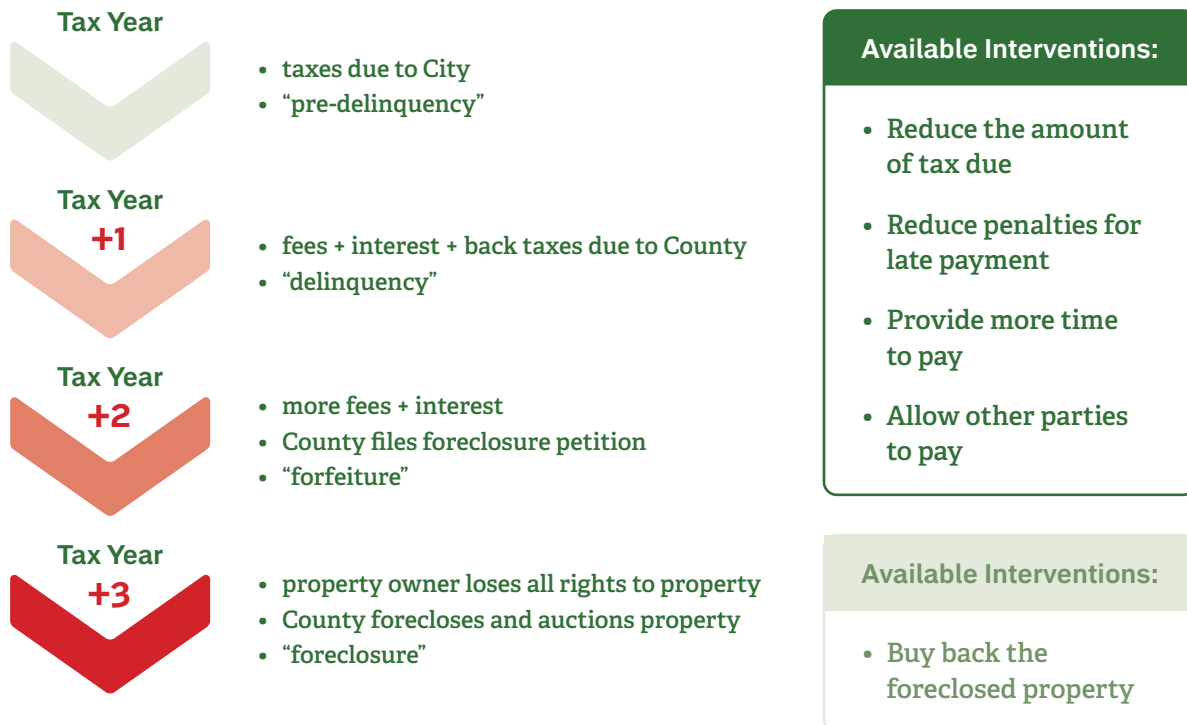 Tax Year
• taxes due to City
• “pre-delinquency”
Tax Year
+1
• fees + interest + back taxes due to County
• “delinquency”
Tax Year
+2
• more fees + interest
• County files foreclosure petition
• “forfeiture”
Tax Year
+3
• property owner loses all rights to property
• County forecloses and auctions property
• “foreclosure”
Available Interventions:
• Reduce the amount
of tax due
• Reduce penalties for
late payment
• Provide more time
to pay
• Allow other parties
to pay
Available Interventions:
• Buy back the
foreclosed property